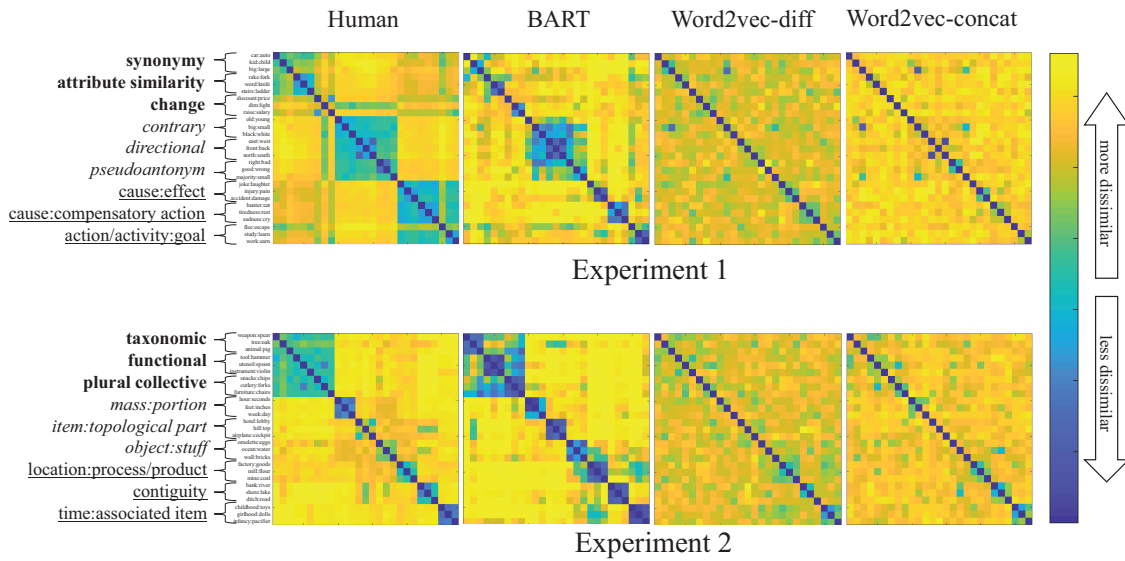 Human
BART
Word2vec-diff
Word2vec-concat
synonymy
attribute similarity
change
contrary
directional
pseudoantonym
cause:effect
cause:compensatory action
action/activity:goal
car:auto
kid:child
big:large
rake:fork
word:knife
stairs:ladder
discount:price
dim:light
raise:salary
old:young
big:small
black:white
east:west
front:back
north:south
right:bad
good:wrong
majority:small
joke:laughter
injury:pain
accident:damage
hunter:eat
tiredness:rest
sadness:cry
flee:escape
study:learn
work:earn
more dissimilar
less dissimilar
Experiment 1
taxonomic
functional
plural collective
mass:portion
item:topological part
object:stuff
location:process/product
contiguity
time:associated item
weapon:spear
tree:oak
animal:pig
tool:hammer
utensil:spoon
instrument:violin
snacks:chips
cutlery:forks
furniture:chairs
hour:seconds
feet:inches
week:day
hotel:lobby
hill:top
airplane:cockpit
omelette:eggs
ocean:water
wall:bricks
factory:goods
mill:flour
mine:coal
bank:river
shore:lake
ditch:road
childhood:toys
girlhood:dolls
infancy:pacifier
Experiment 2